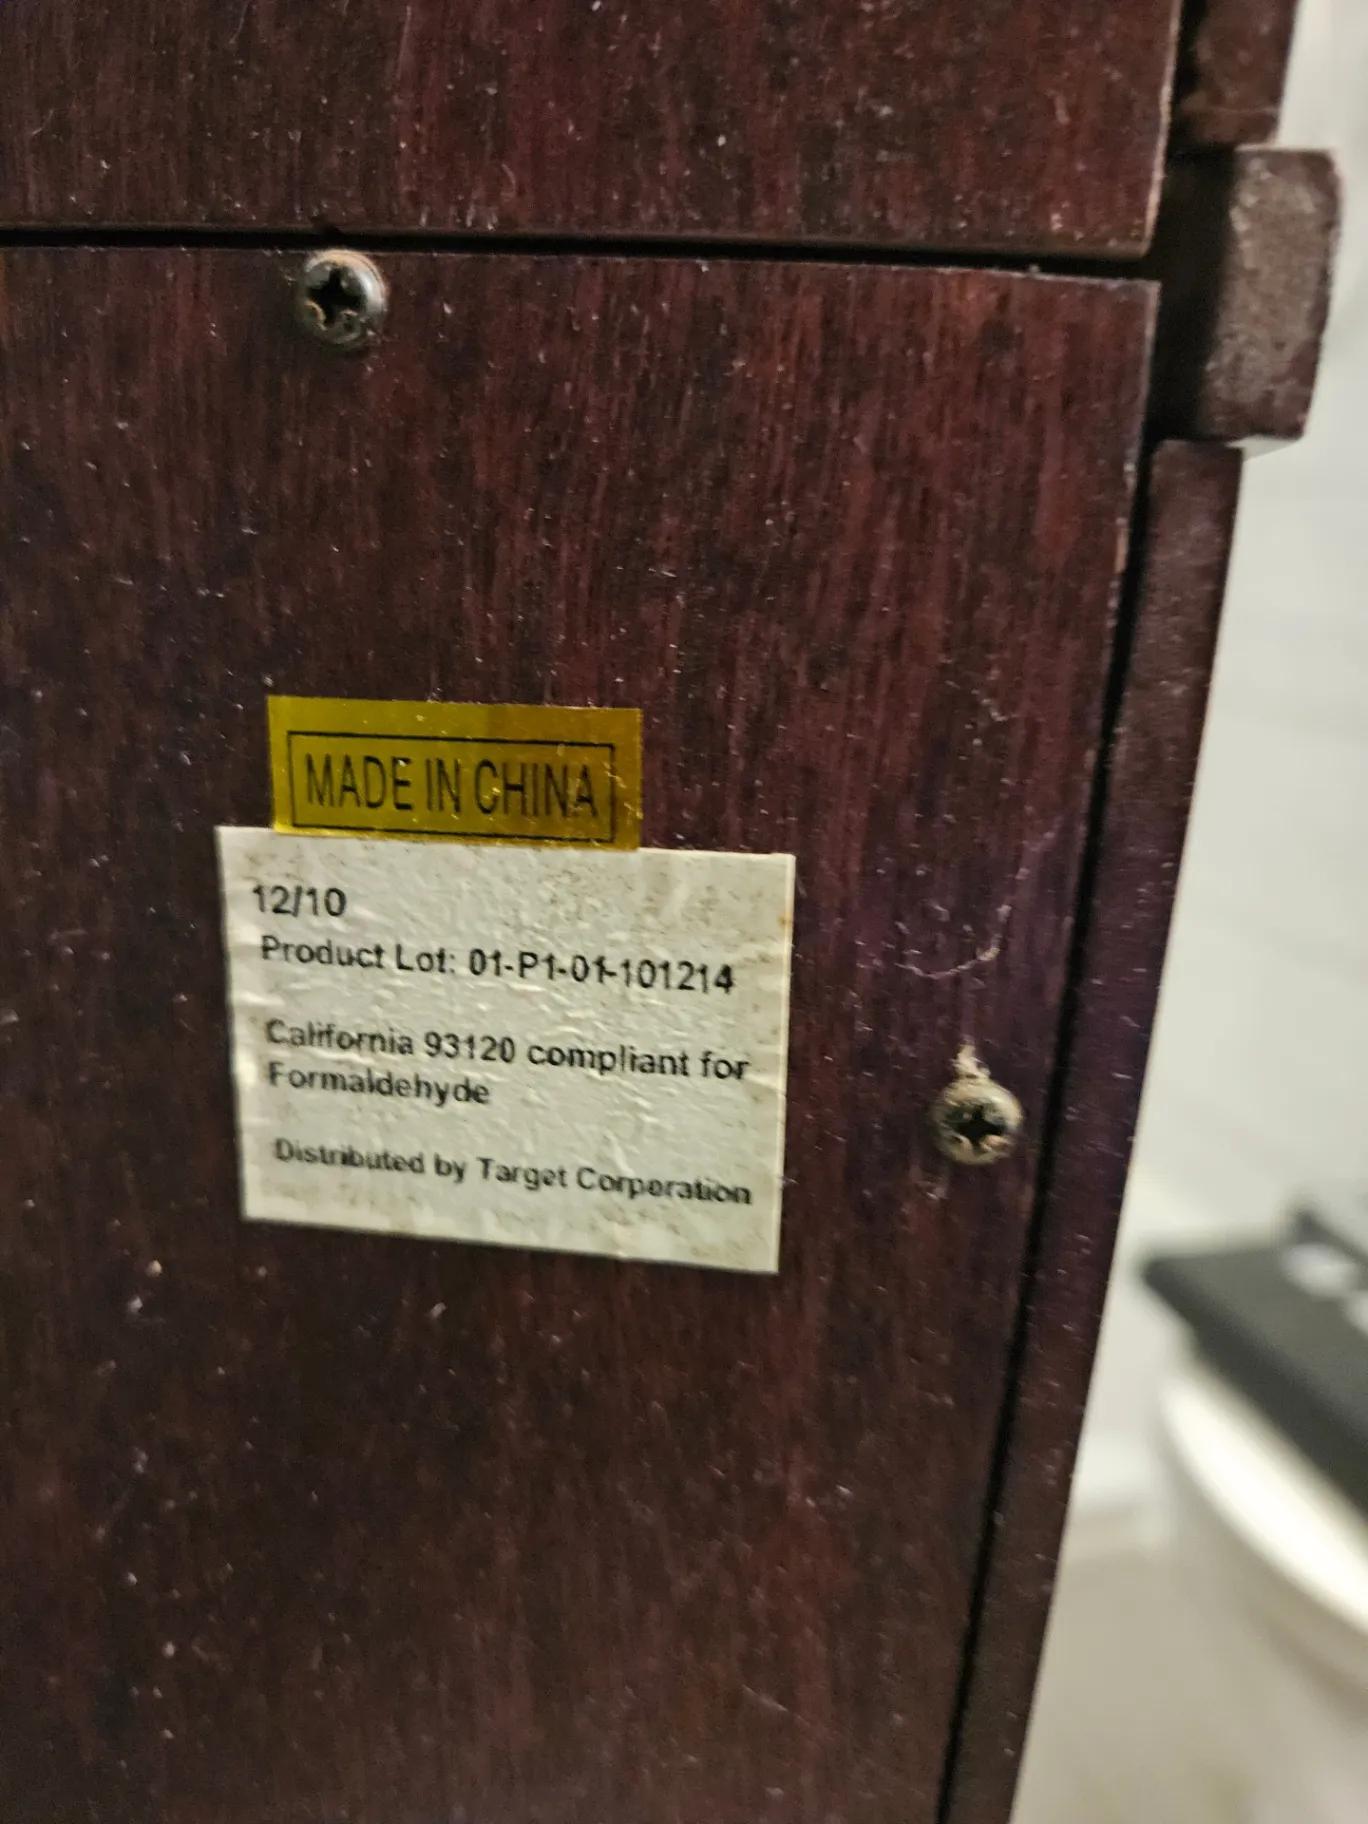 MADE IN CHINA
12/10
Product Lot: 01-P1-01-101214
California 93120 compliant for
Formaldehyde
Distributed by Target Corporation